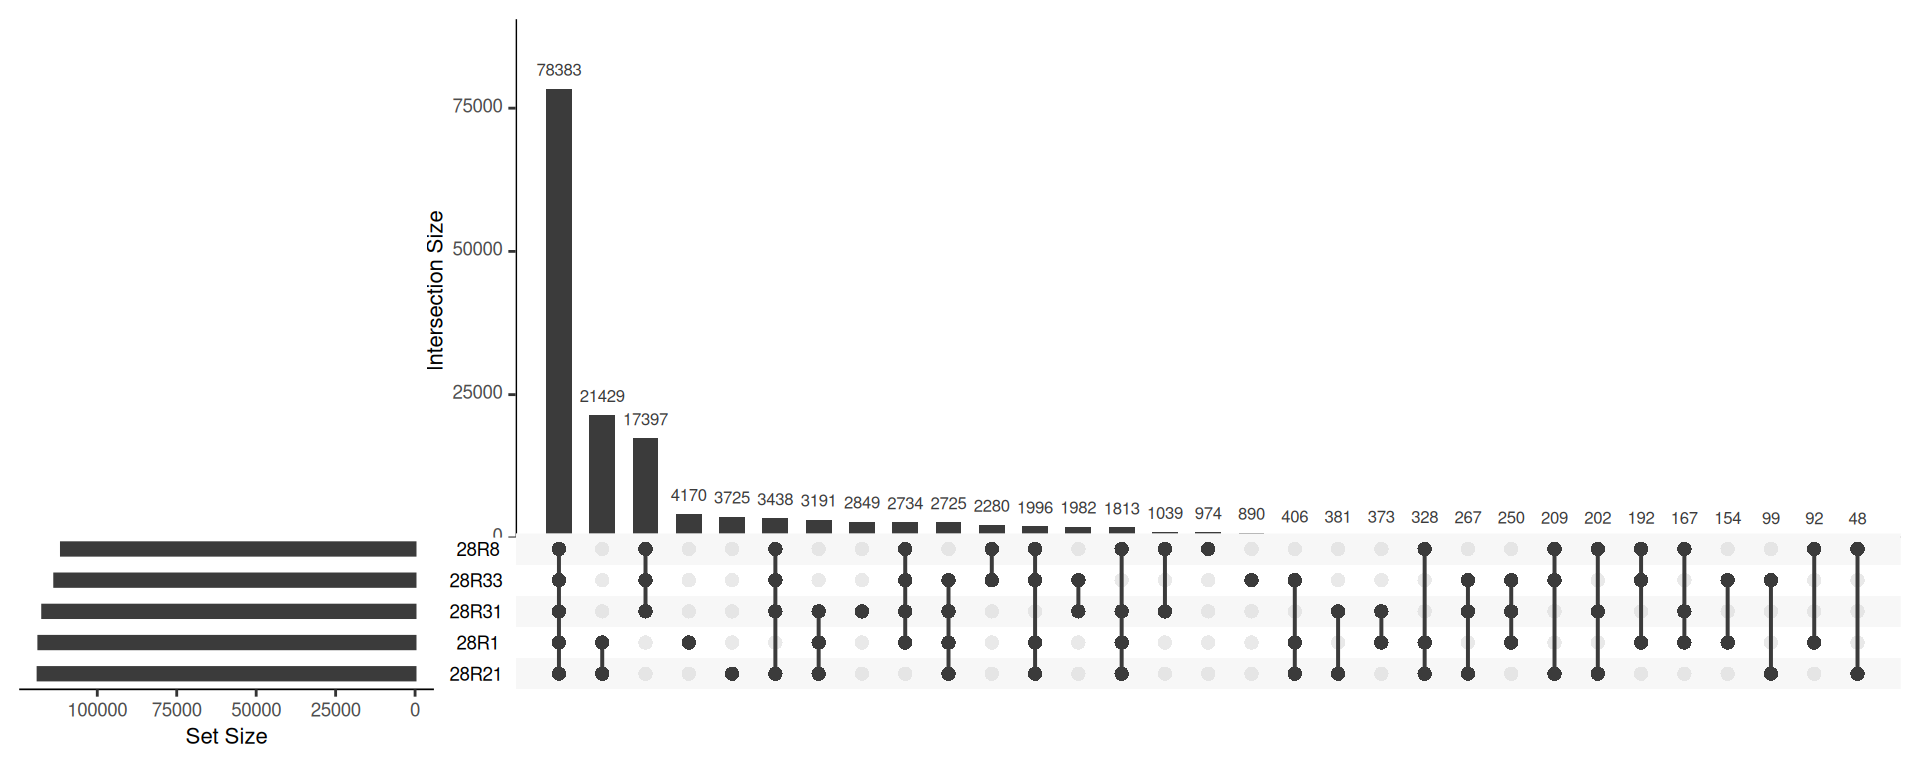 78383
75000
50000
25000
0
Intersection Size
21429
17397
4170 3725 3438 3191 2849 2734 2725 2280 1996 1982 1813 1039 974 890 406 381 373 328 267 250 209 202 192 167 154 99 92 48
28R8
28R33
28R31
28R1
28R21
100000 75000 50000 25000 0
Set Size